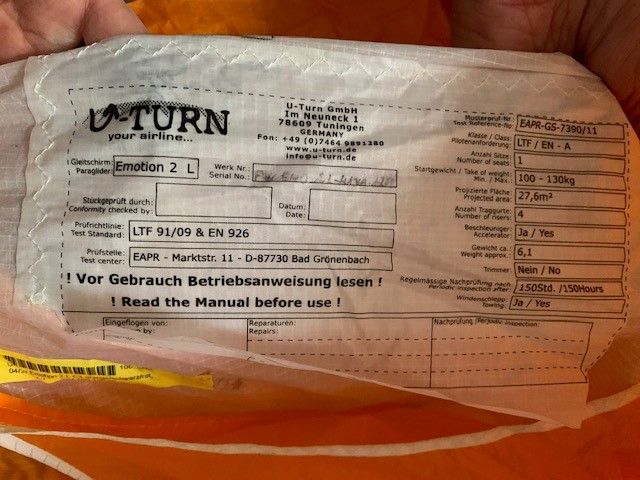 U-TURN
your airline...
U-Turn GmbH
Im Neuneck 1
78609 Tuningen
GERMANY
Fon: +49 (0)7464 9891280
www.u-turn.de
info@u-turn.de
Gleitschirm:
Paraglider:
Emotion 2 L
Werk Nr.:
Serial No.:
Stückgeprüft durch:
Conformity checked by:
Datum:
Date:
Prüfrichtlinie:
Test Standard:
LTF 91/09 & EN 926
Prüfstelle:
Test center:
EAPR - Marktstr. 11 - D-87730 Bad Grönenbach
! Vor Gebrauch Betriebsanweisung lesen !
! Read the Manual before use !
Musterprüf-Nr.
Test Reference-No
EAPR-GS-7390/11
Klasse / Class:
Pilotenanforderung:
LTF / EN - A
Anzahl Sitze:
Number of seats:
1
Startgewicht / Take of weight:
Min. / Max.
100 - 130kg
Projizierte Fläche
Projected area:
27,6m²
Anzahl Traggurte:
Number of risers:
4
Beschleuniger:
Accelerator:
Ja / Yes
Gewicht ca.
Weight approx.
6,1
Trimmer:
Nein / No
Regelmässige Nachprüfung nach
Periodic inspection after:
150Std. /150Hours
Windenschlepp:
Towing:
Ja / Yes
Eingeflogen von:
by:
Reparaturen:
Repairs:
Nachprüfung /Periodic inspection: